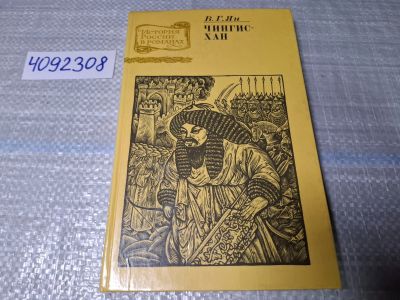 4092308
ИСТОРИЯ
РОССИИ
В РОМАНАХ
В. Г. Ян
ЧИНГИС-
ХАН